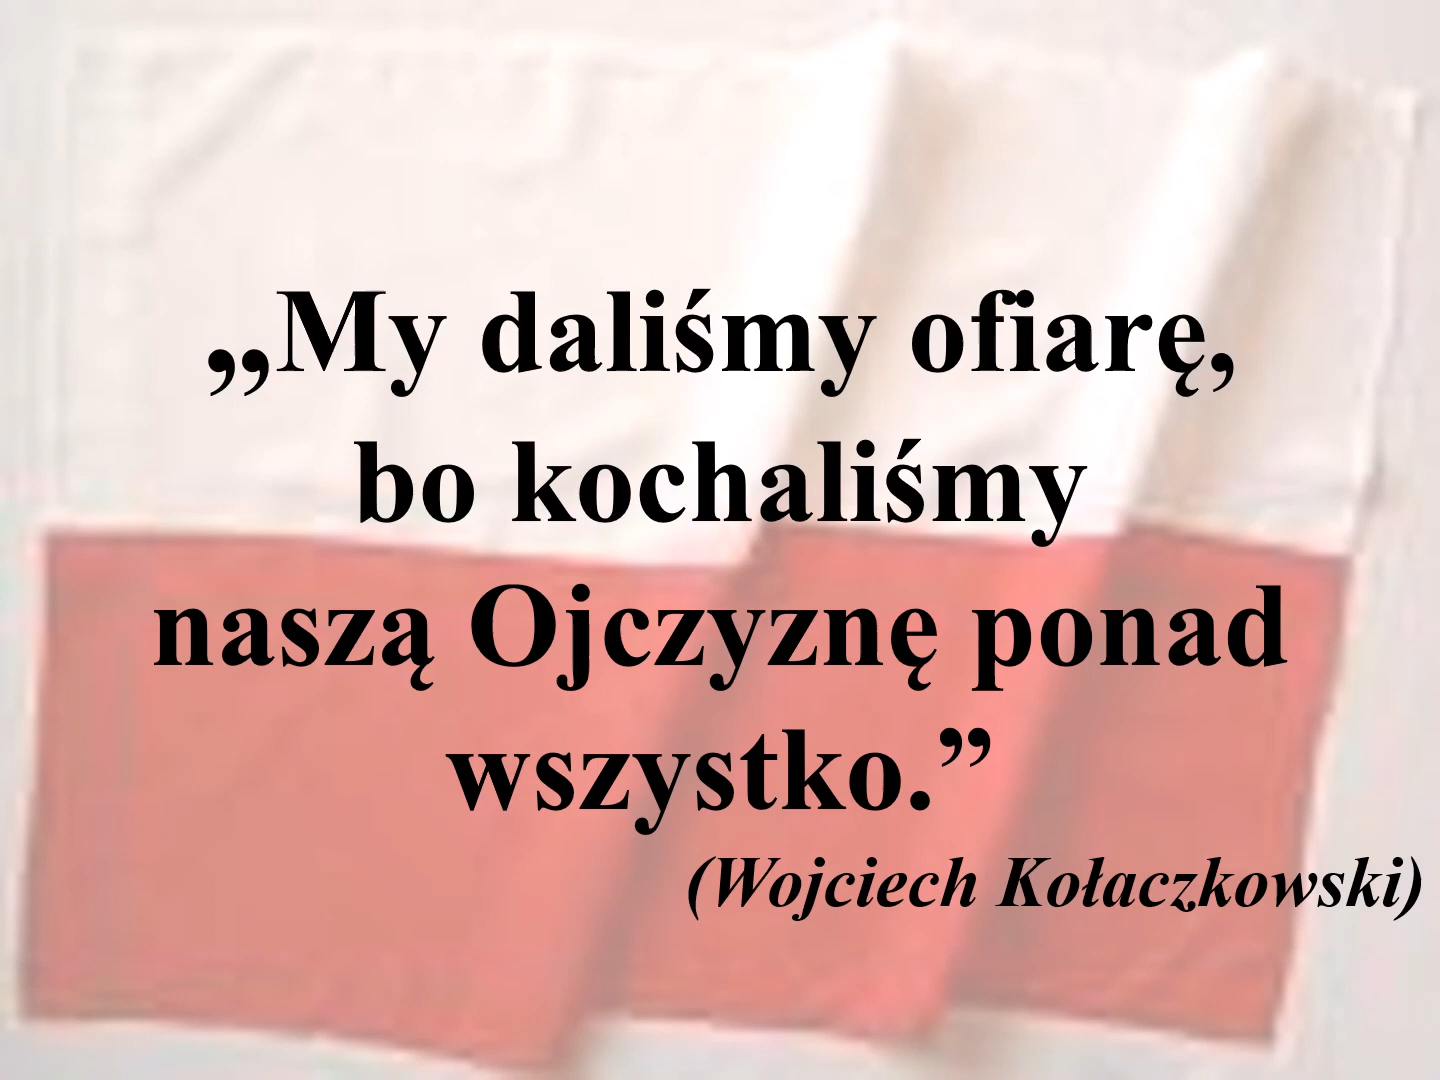 „My daliśmy ofiarę,
bo kochaliśmy
naszą Ojczyznę ponad
wszystko.”
(Wojciech Kołaczkowski)